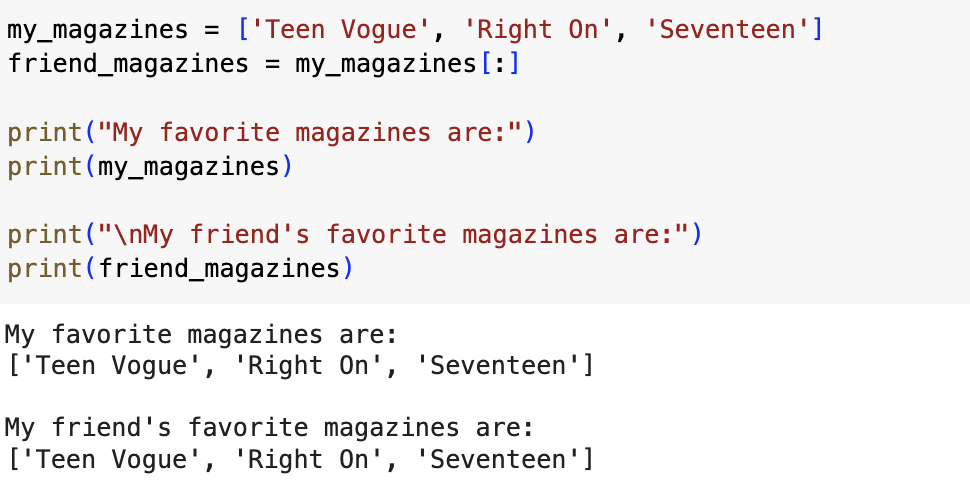 my_magazines = ['Teen Vogue', 'Right On', 'Seventeen']
friend_magazines = my_magazines[:]
print("My favorite magazines are:")
print(my_magazines)
print("\nMy friend's favorite magazines are:")
print(friend_magazines)
My favorite magazines are:
['Teen Vogue', 'Right On', 'Seventeen']
My friend's favorite magazines are:
['Teen Vogue', 'Right On', 'Seventeen']